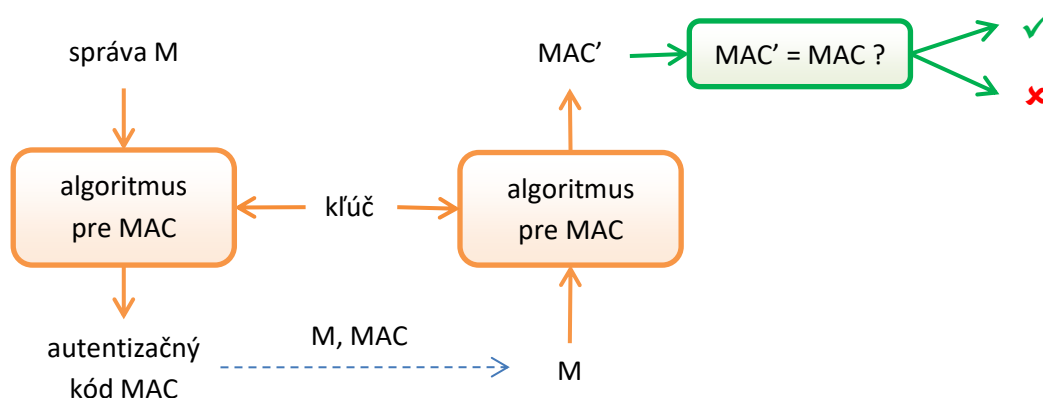 správa M
MAC’
MAC’ = MAC ?
algoritmus
pre MAC
kľúč
algoritmus
pre MAC
autentizačný
kód MAC
M, MAC
M